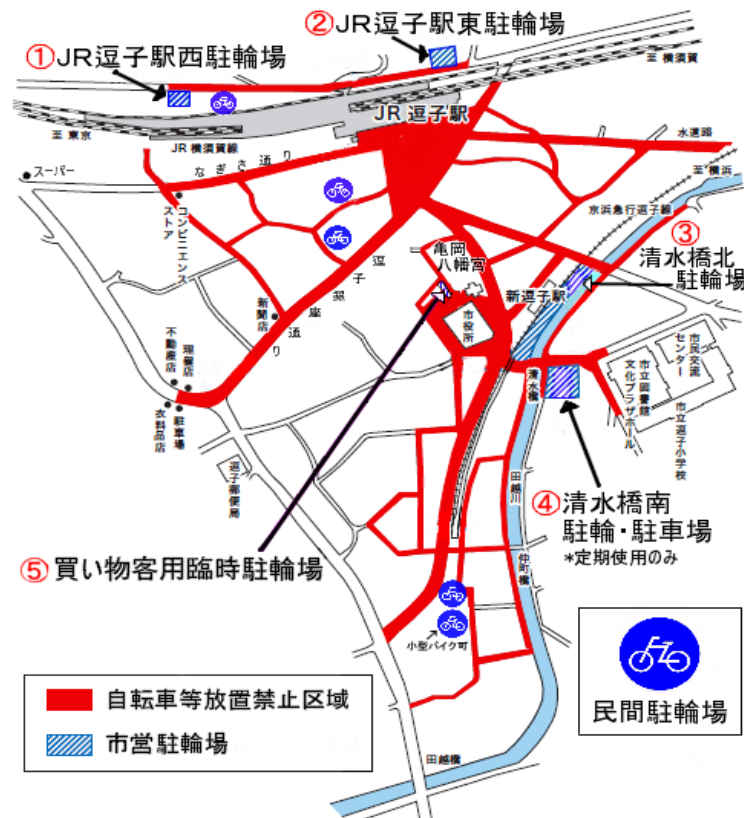 ②JR逗子駅東駐輪場
①JR逗子駅西駐輪場
至 横須賀
JR 逗子駅
至 東京
JR 横須賀線
水道路
スーパー
なぎさ通り
至 横浜
京浜急行逗子線
コンビニエンス
ストア
亀岡
八幡宮
③
清水橋北
駐輪場
新逗子駅
逗子銀座通り
新聞店
市役所
不動産店
理髪店
清水橋
市民交流
センター
市立図書館
文化プラザホール
市立逗子小学校
衣料品店
駐車場
逗子郵便局
田越川
④清水橋南
駐輪・駐車場
*定期使用のみ
仲町橋
⑤買い物客用臨時駐輪場
小型バイク可
民間駐輪場
自転車等放置禁止区域
市営駐輪場
田越橋